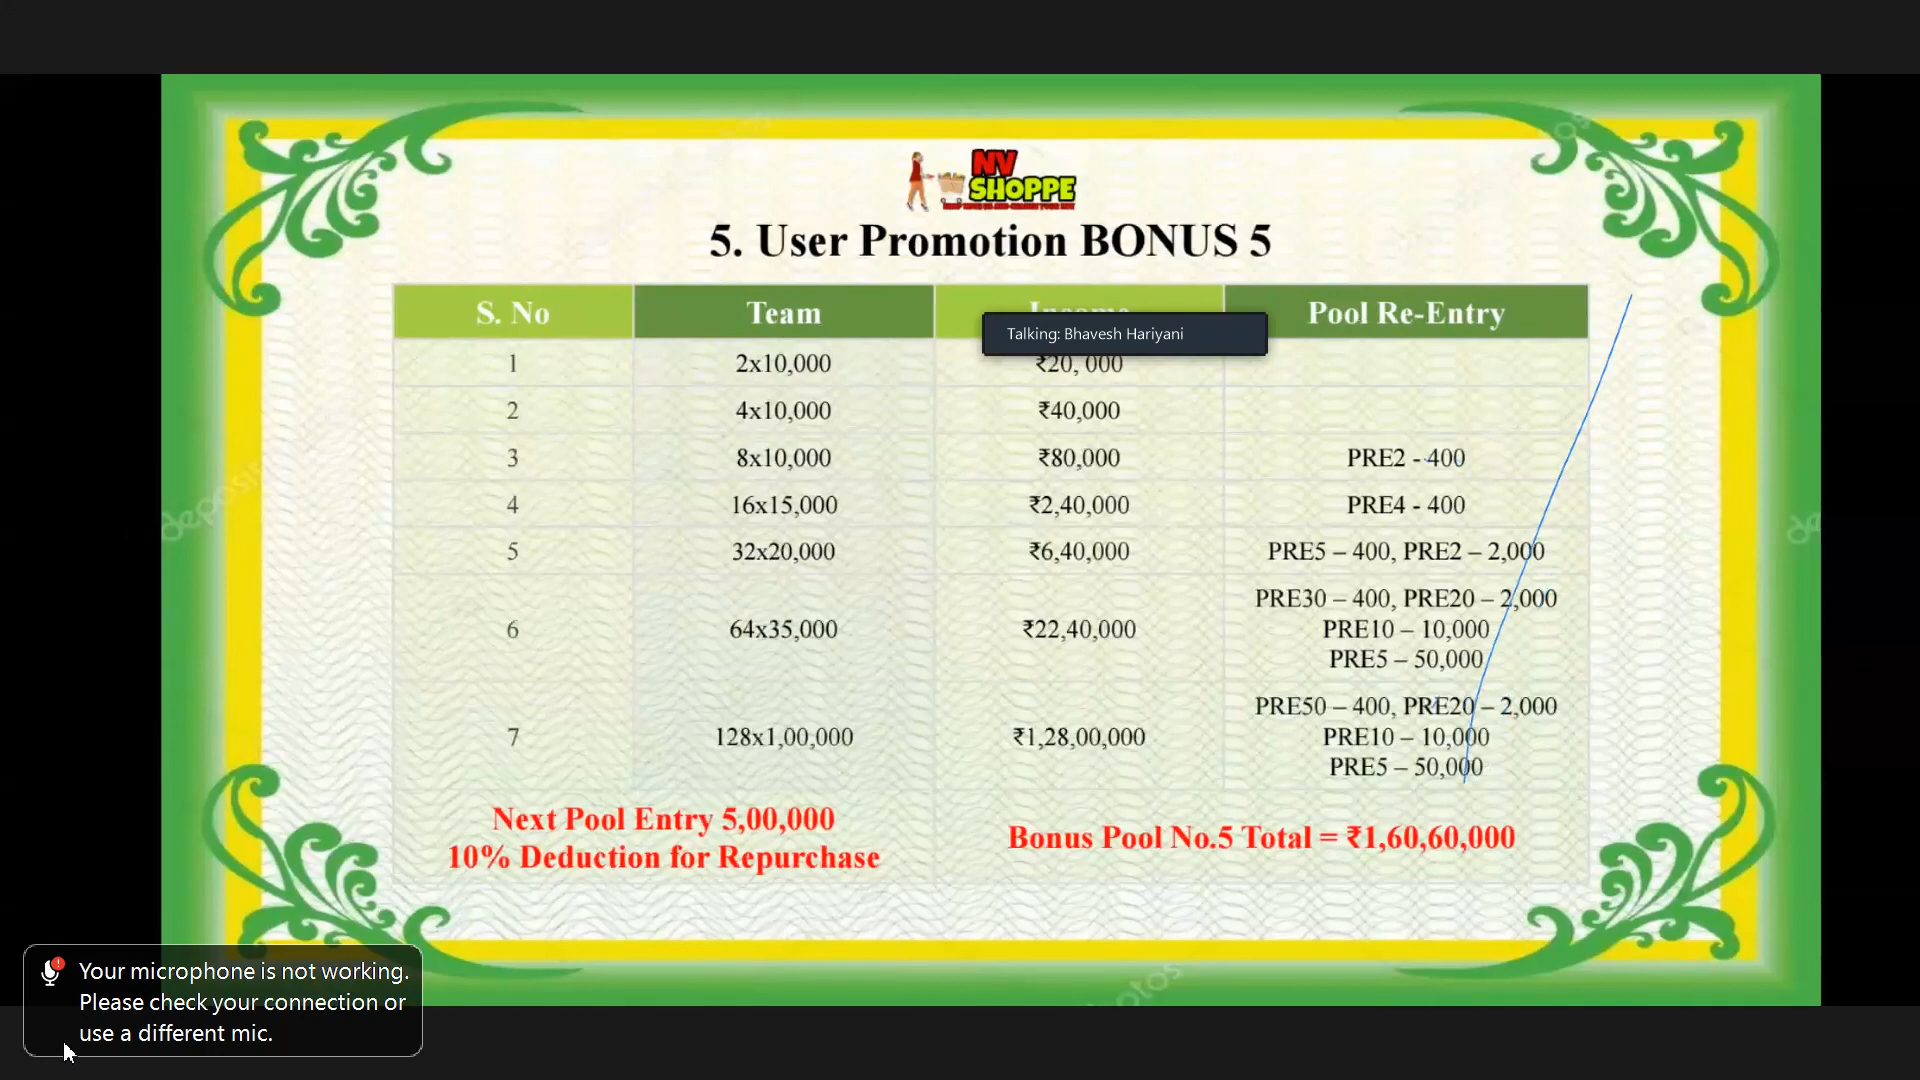 NV
SHOPPE
5. User Promotion BONUS 5
S. No Team Pool Re-Entry
Talking: Bhavesh Hariyani
1 2x10,000 ₹20, 000
2 4x10,000 ₹40,000
3 8x10,000 ₹80,000 PRE2 - 400
4 16x15,000 ₹2,40,000 PRE4 - 400
5 32x20,000 ₹6,40,000 PRE5 – 400, PRE2 – 2,000
6 64x35,000 ₹22,40,000 PRE30 – 400, PRE20 – 2,000
PRE10 – 10,000
PRE5 – 50,000
7 128x1,00,000 ₹1,28,00,000 PRE50 – 400, PRE20 – 2,000
PRE10 – 10,000
PRE5 – 50,000
Next Pool Entry 5,00,000
10% Deduction for Repurchase
Bonus Pool No.5 Total = ₹1,60,60,000
Your microphone is not working.
Please check your connection or
use a different mic.